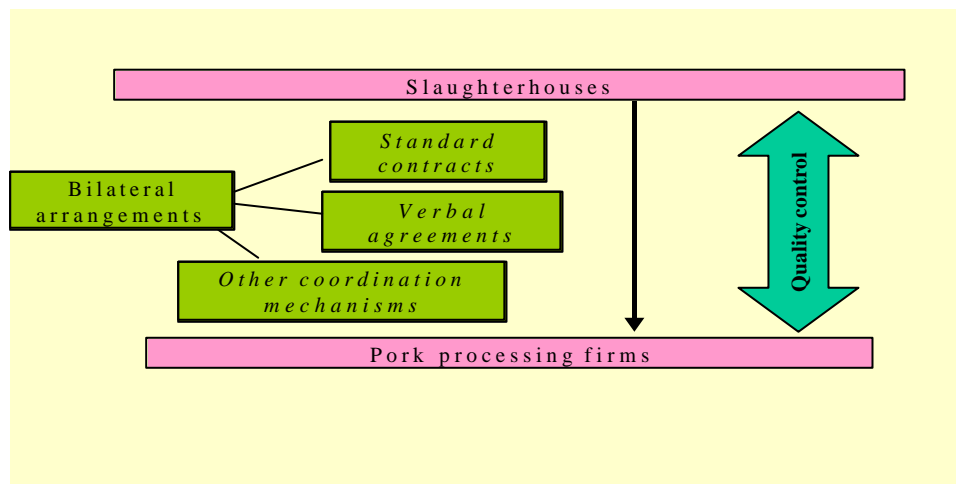 Slaughterhouses
Standard
contracts
Bilateral
arrangements
Verbal
agreements
Other coordination
mechanisms
Quality control
Pork processing firms